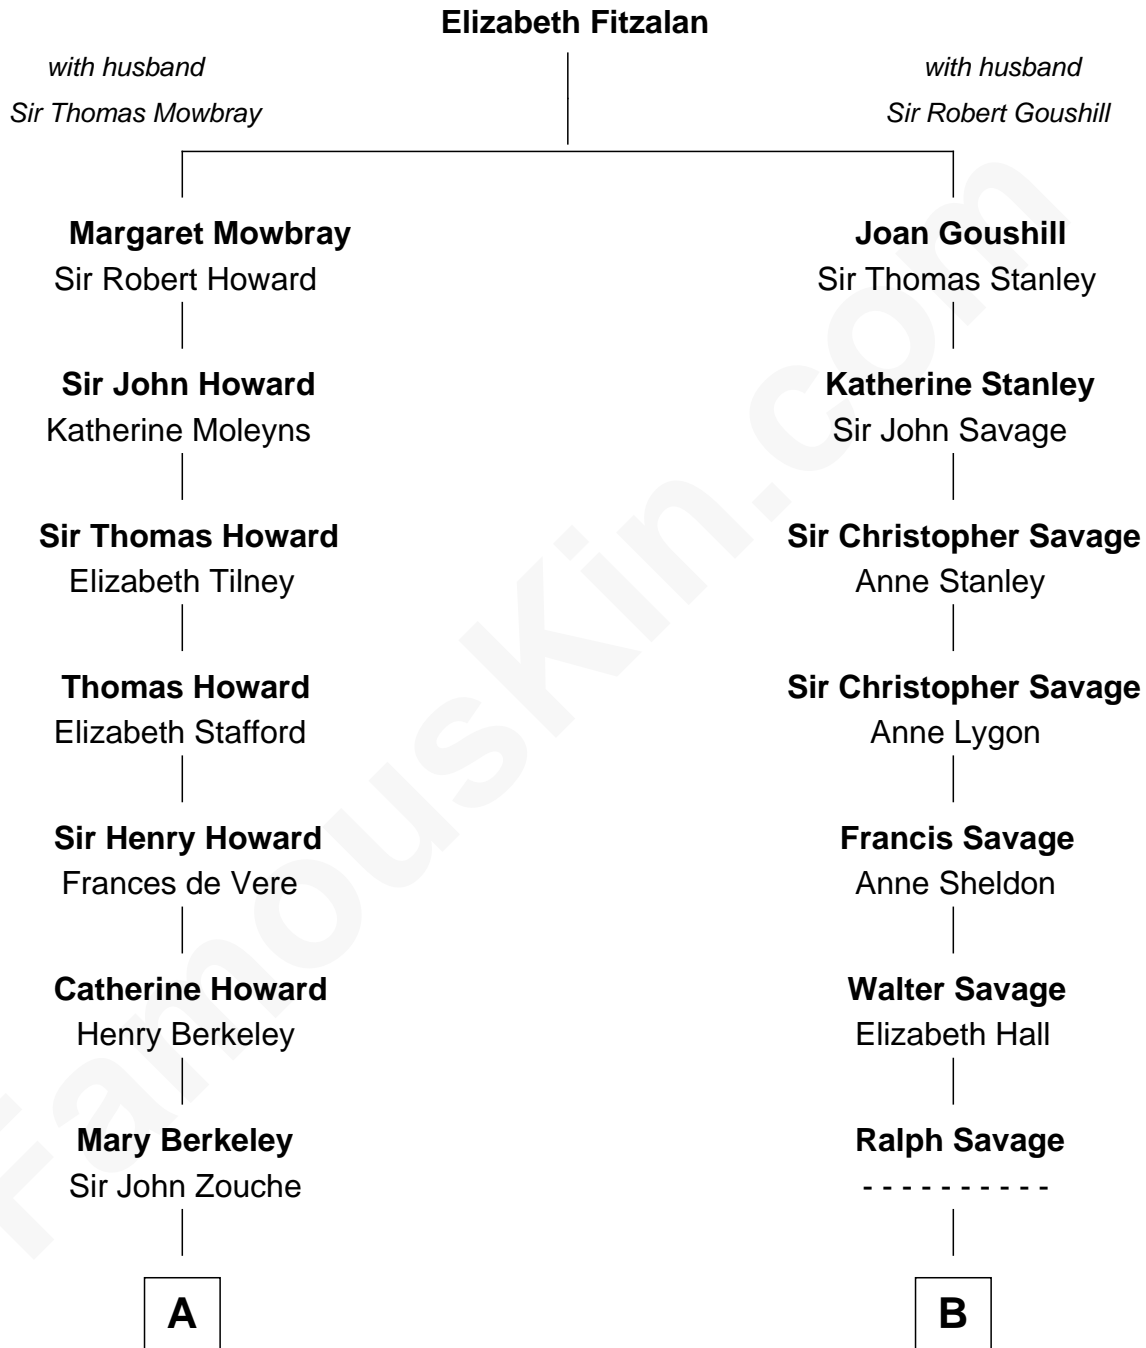 Elizabeth Fitzalan
with husband
Sir Thomas Mowbray
with husband
Sir Robert Goushill
Margaret Mowbray
Sir Robert Howard
Joan Goushill
Sir Thomas Stanley
Sir John Howard
Katherine Moleyns
Katherine Stanley
Sir John Savage
Sir Thomas Howard
Elizabeth Tilney
Sir Christopher Savage
Anne Stanley
Thomas Howard
Elizabeth Stafford
Sir Christopher Savage
Anne Lygon
Sir Henry Howard
Frances de Vere
Francis Savage
Anne Sheldon
Catherine Howard
Henry Berkeley
Walter Savage
Elizabeth Hall
Mary Berkeley
Sir John Zouche
Ralph Savage
- - - - - - - - - -
A
B
FamousKin.com